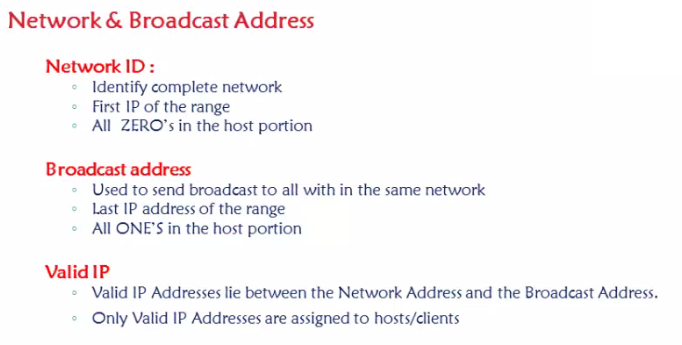 Network & Broadcast Address
Network ID :
◦ Identify complete network
◦ First IP of the range
◦ All ZERO's in the host portion
Broadcast address
◦ Used to send broadcast to all with in the same network
◦ Last IP address of the range
◦ All ONE'S in the host portion
Valid IP
◦ Valid IP Addresses lie between the Network Address and the Broadcast Address.
◦ Only Valid IP Addresses are assigned to hosts/clients